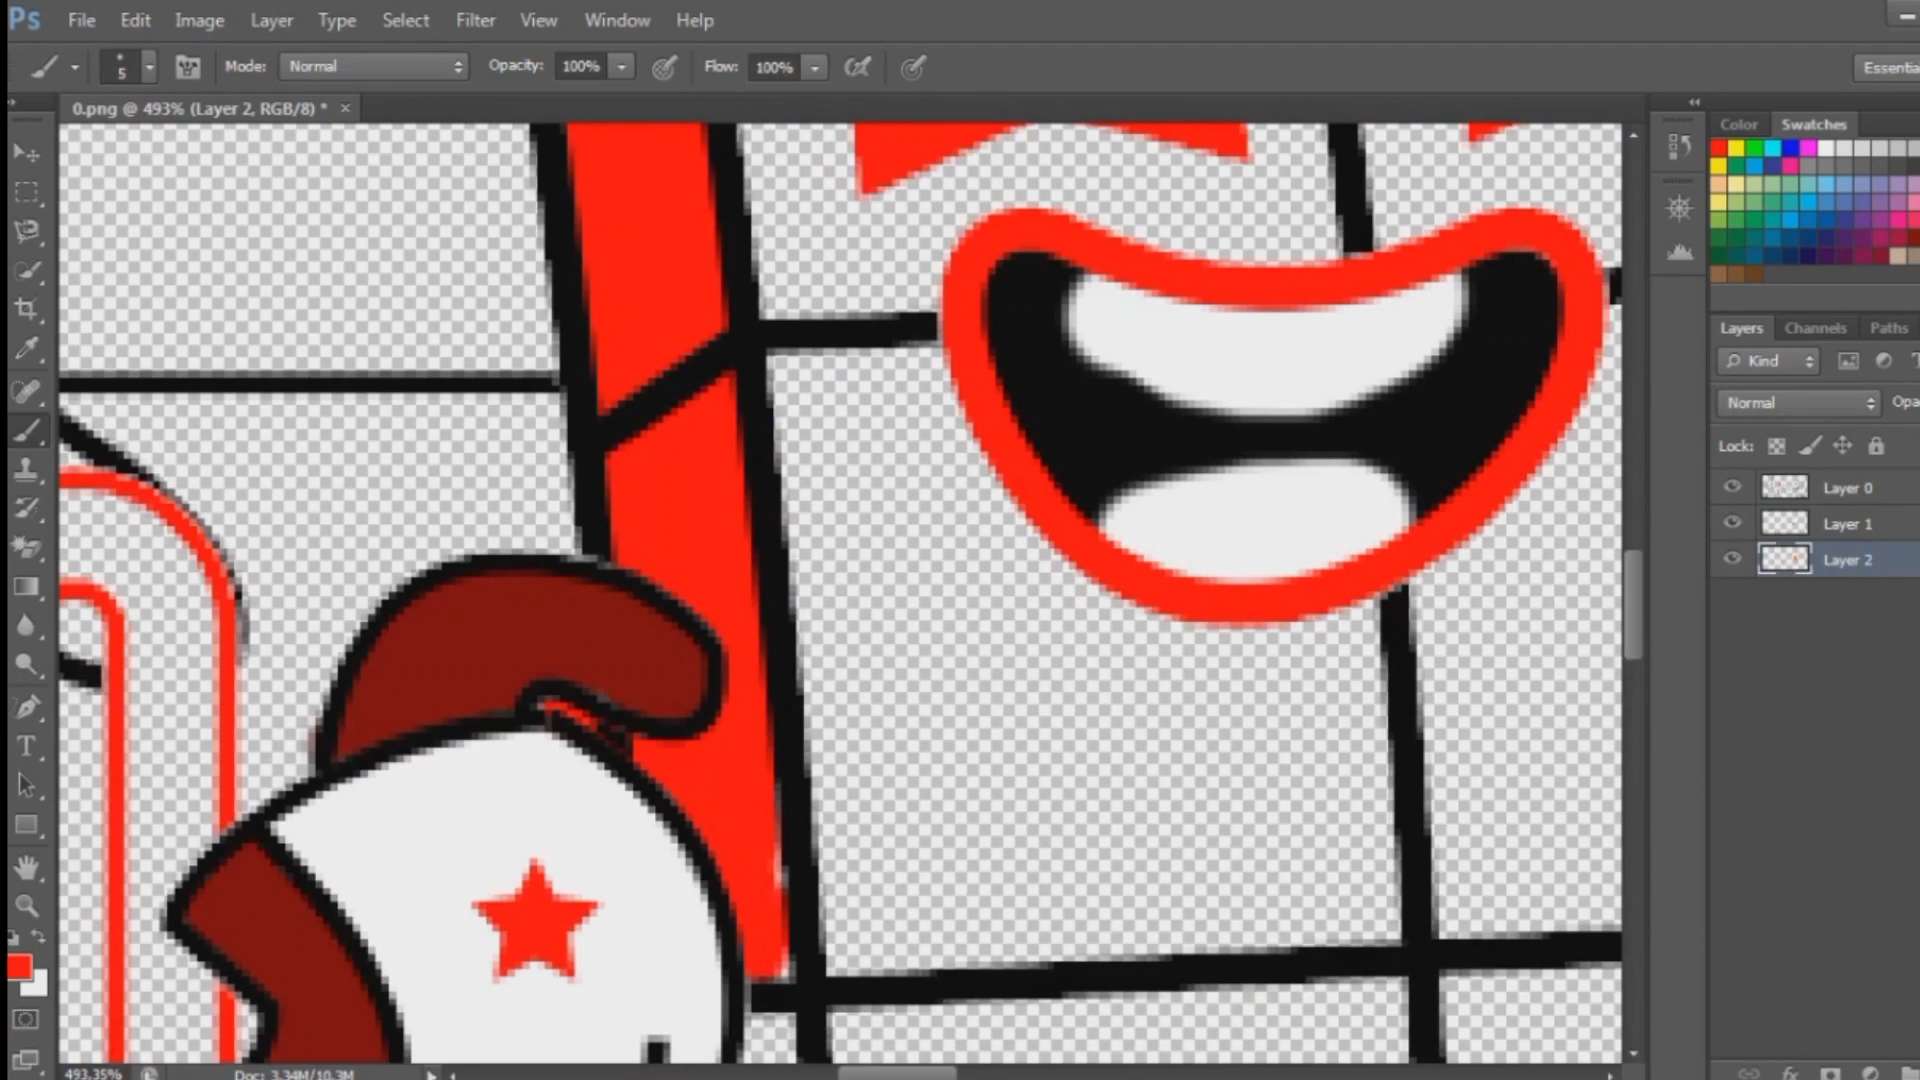 Ps File Edit Image Layer Type Select Filter View Window Help
5 Mode: Normal Opacity: 100% Flow: 100% Essentia
0.png @ 493% (Layer 2, RGB/8) * ×
Color Swatches
Layers Channels Paths
Kind
Normal Opa
Lock:
Layer 0
Layer 1
Layer 2
T
fx
493.35% Doc: 3.34M/10.3M